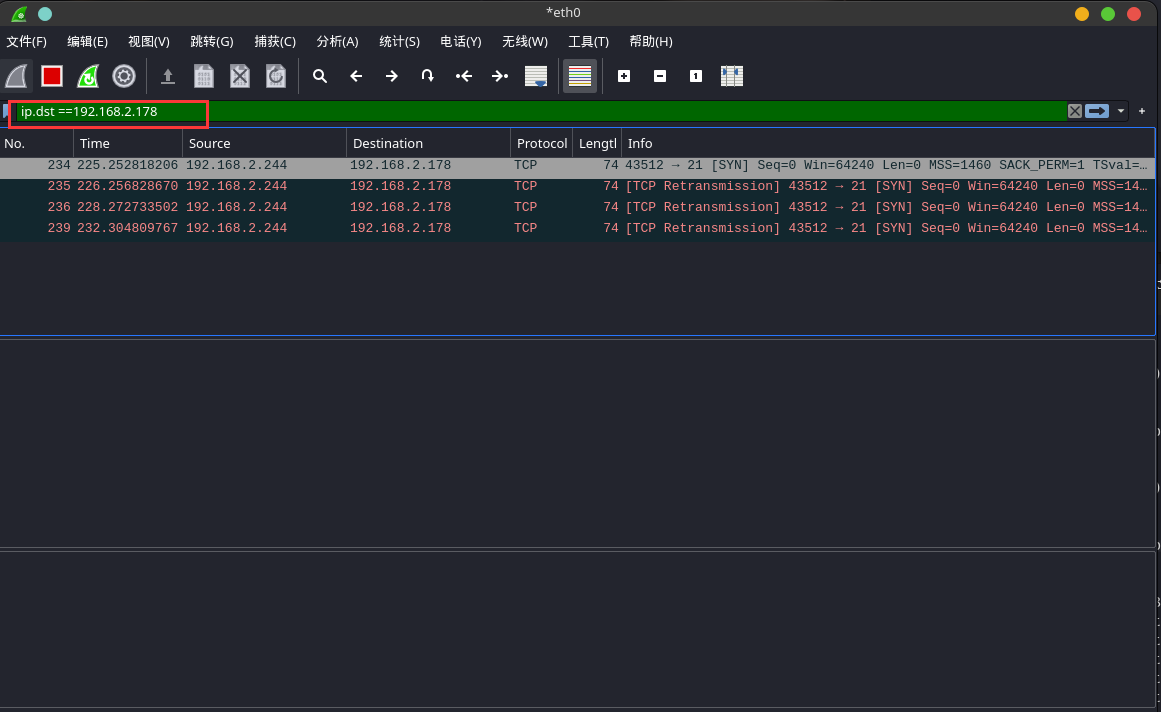 *eth0
文件(F) 编辑(E) 视图(V) 跳转(G) 捕获(C) 分析(A) 统计(S) 电话(Y) 无线(W) 工具(T) 帮助(H)
ip.dst ==192.168.2.178
No. Time Source Destination Protocol Lengtl Info
234 225.252818206 192.168.2.244 192.168.2.178 TCP 74 43512 → 21 [SYN] Seq=0 Win=64240 Len=0 MSS=1460 SACK_PERM=1 TSval=…
235 226.256828670 192.168.2.244 192.168.2.178 TCP 74 [TCP Retransmission] 43512 → 21 [SYN] Seq=0 Win=64240 Len=0 MSS=14…
236 228.272733502 192.168.2.244 192.168.2.178 TCP 74 [TCP Retransmission] 43512 → 21 [SYN] Seq=0 Win=64240 Len=0 MSS=14…
239 232.304809767 192.168.2.244 192.168.2.178 TCP 74 [TCP Retransmission] 43512 → 21 [SYN] Seq=0 Win=64240 Len=0 MSS=14…